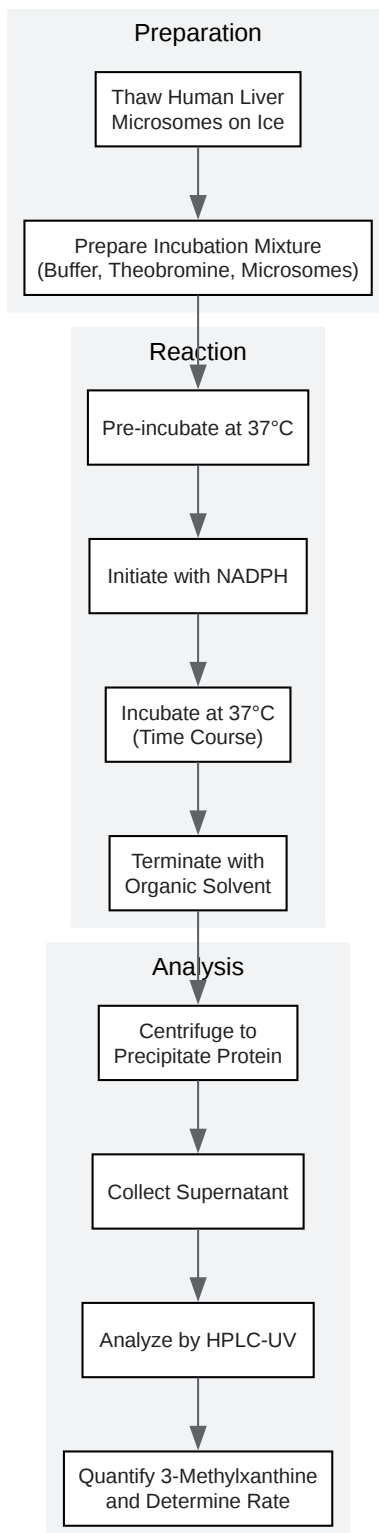 Preparation
Thaw Human Liver
Microsomes on Ice
Prepare Incubation Mixture
(Buffer, Theobromine, Microsomes)
Reaction
Pre-incubate at 37°C
Initiate with NADPH
Incubate at 37°C
(Time Course)
Terminate with
Organic Solvent
Analysis
Centrifuge to
Precipitate Protein
Collect Supernatant
Analyze by HPLC-UV
Quantify 3-Methylxanthine
and Determine Rate